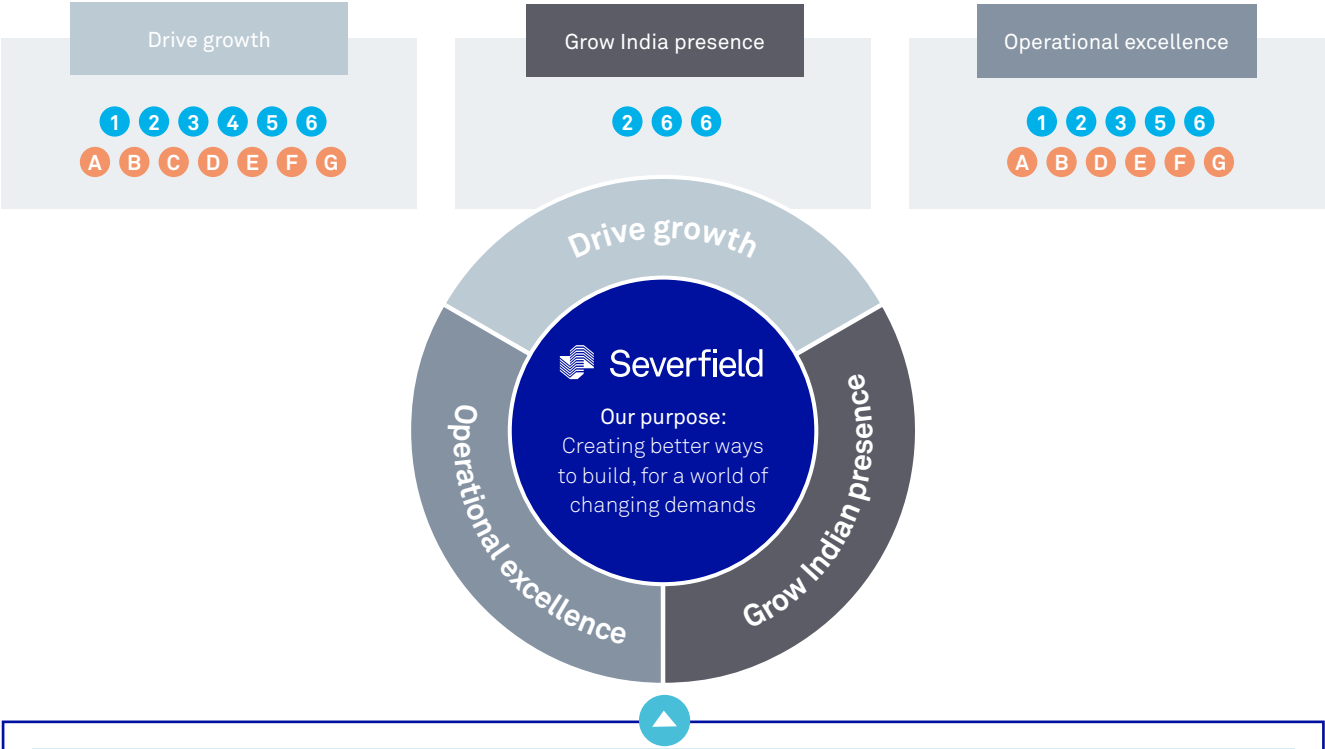 Drive growth
1 2 3 4 5 6
A B C D E F G
Grow India presence
2 6 6
Operational excellence
1 2 3 5 6
A B D E F G
Drive growth
Operational excellence
Grow Indian presence
Severfield
Our purpose:
Creating better ways
to build, for a world of
changing demands